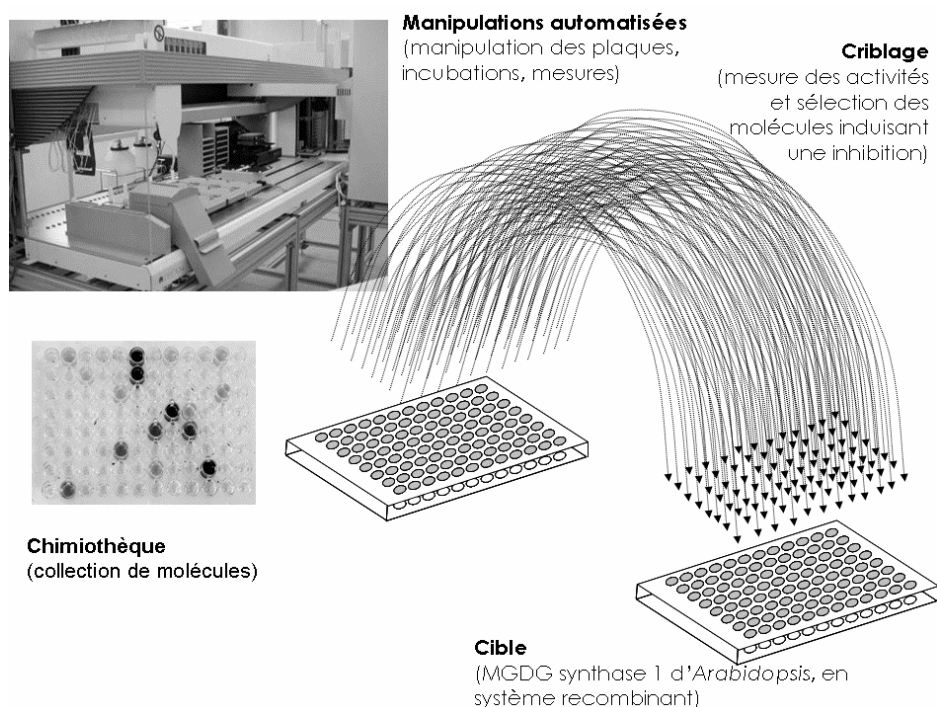 Manipulations automatisées
(manipulation des plaques,
incubations, mesures)
Criblage
(mesure des activités
et sélection des
molécules induisant
une inhibition)
Chimiothèque
(collection de molécules)
Cible
(MGDG synthase 1 d'Arabidopsis, en
système recombinant)